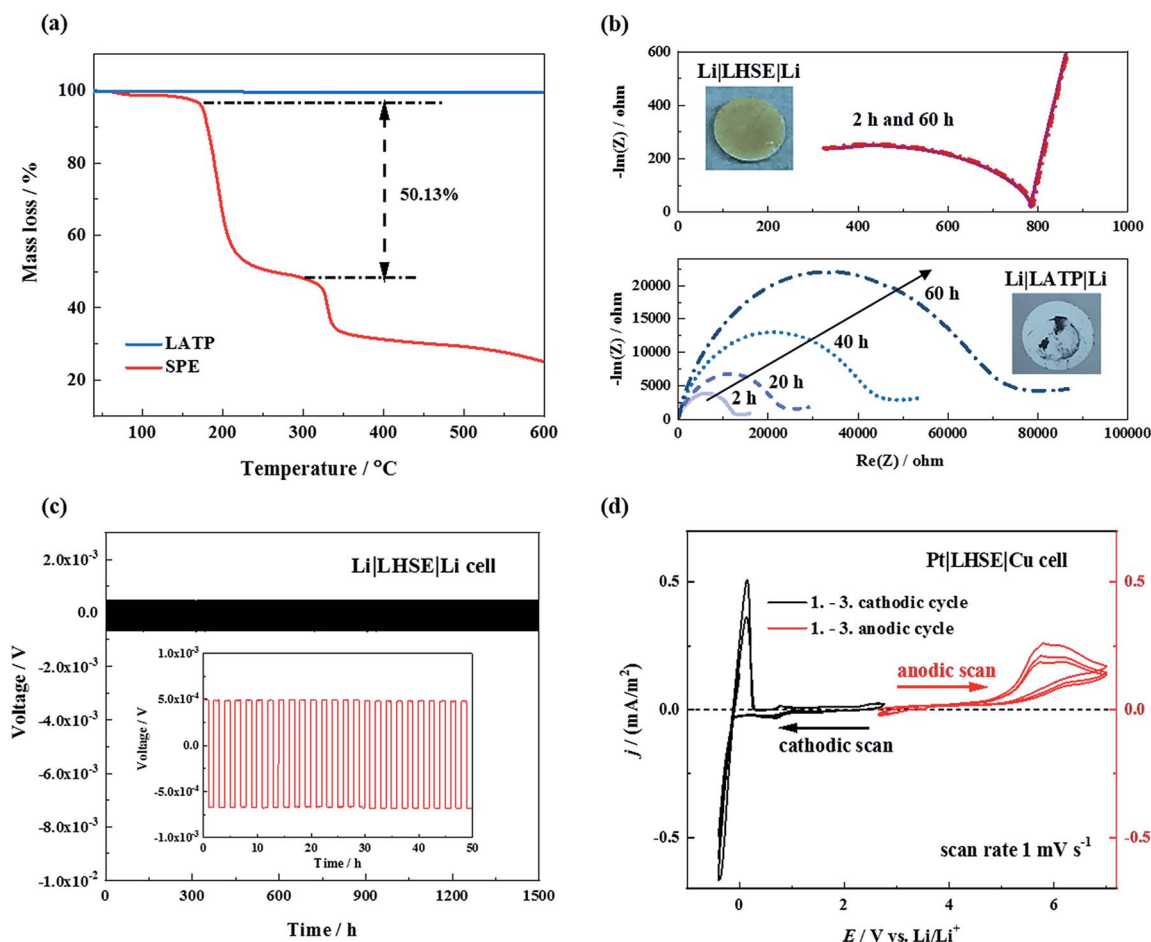 (a)
100
80
60
40
20
Mass loss / %
50.13%
LATP
SPE
100
200
300
400
500
600
Temperature / °C
(b)
600
400
200
0
-Im(Z) / ohm
Li|LHSE|Li
2 h and 60 h
0
200
400
600
800
1000
25000
20000
15000
10000
5000
0
-Im(Z) / ohm
Li|LATP|Li
60 h
40 h
20 h
2 h
0
20000
40000
60000
80000
100000
Re(Z) / ohm
(c)
2.0x10⁻³
0.0
-2.0x10⁻³
-4.0x10⁻³
-6.0x10⁻³
-8.0x10⁻³
-1.0x10⁻²
Voltage / V
Li|LHSE|Li cell
1.0x10⁻³
5.0x10⁻⁴
0.0
-5.0x10⁻⁴
-1.0x10⁻³
Voltage / V
0
10
20
30
40
50
Time / h
0
300
600
900
1200
1500
Time / h
(d)
0.5
0.0
-0.5
j / (mA/m²)
Pt|LHSE|Cu cell
1. - 3. cathodic cycle
1. - 3. anodic cycle
anodic scan
cathodic scan
scan rate 1 mV s⁻¹
0.5
0.0
-0.5
0
2
4
6
E / V vs. Li/Li⁺